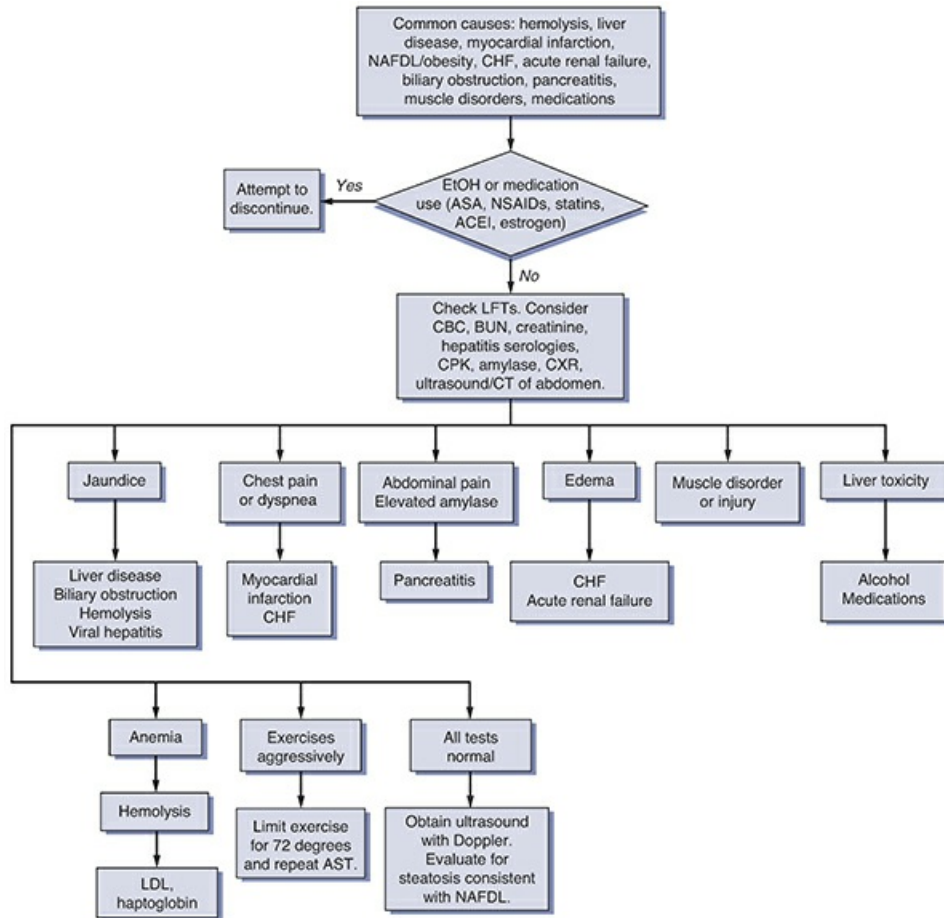 Common causes: hemolysis, liver
disease, myocardial infarction,
NAFDL/obesity, CHF, acute renal failure,
biliary obstruction, pancreatitis,
muscle disorders, medications
Yes
Attempt to
discontinue.
EtOH or medication
use (ASA, NSAIDs, statins,
ACEI, estrogen)
No
Check LFTs. Consider
CBC, BUN, creatinine,
hepatitis serologies,
CPK, amylase, CXR,
ultrasound/CT of abdomen.
Jaundice
Chest pain
or dyspnea
Abdominal pain
Elevated amylase
Edema
Muscle disorder
or injury
Liver toxicity
Liver disease
Biliary obstruction
Hemolysis
Viral hepatitis
Myocardial
infarction
CHF
Pancreatitis
CHF
Acute renal failure
Alcohol
Medications
Anemia
Exercises
aggressively
All tests
normal
Hemolysis
Limit exercise
for 72 degrees
and repeat AST.
Obtain ultrasound
with Doppler.
Evaluate for
steatosis consistent
with NAFDL.
LDL,
haptoglobin